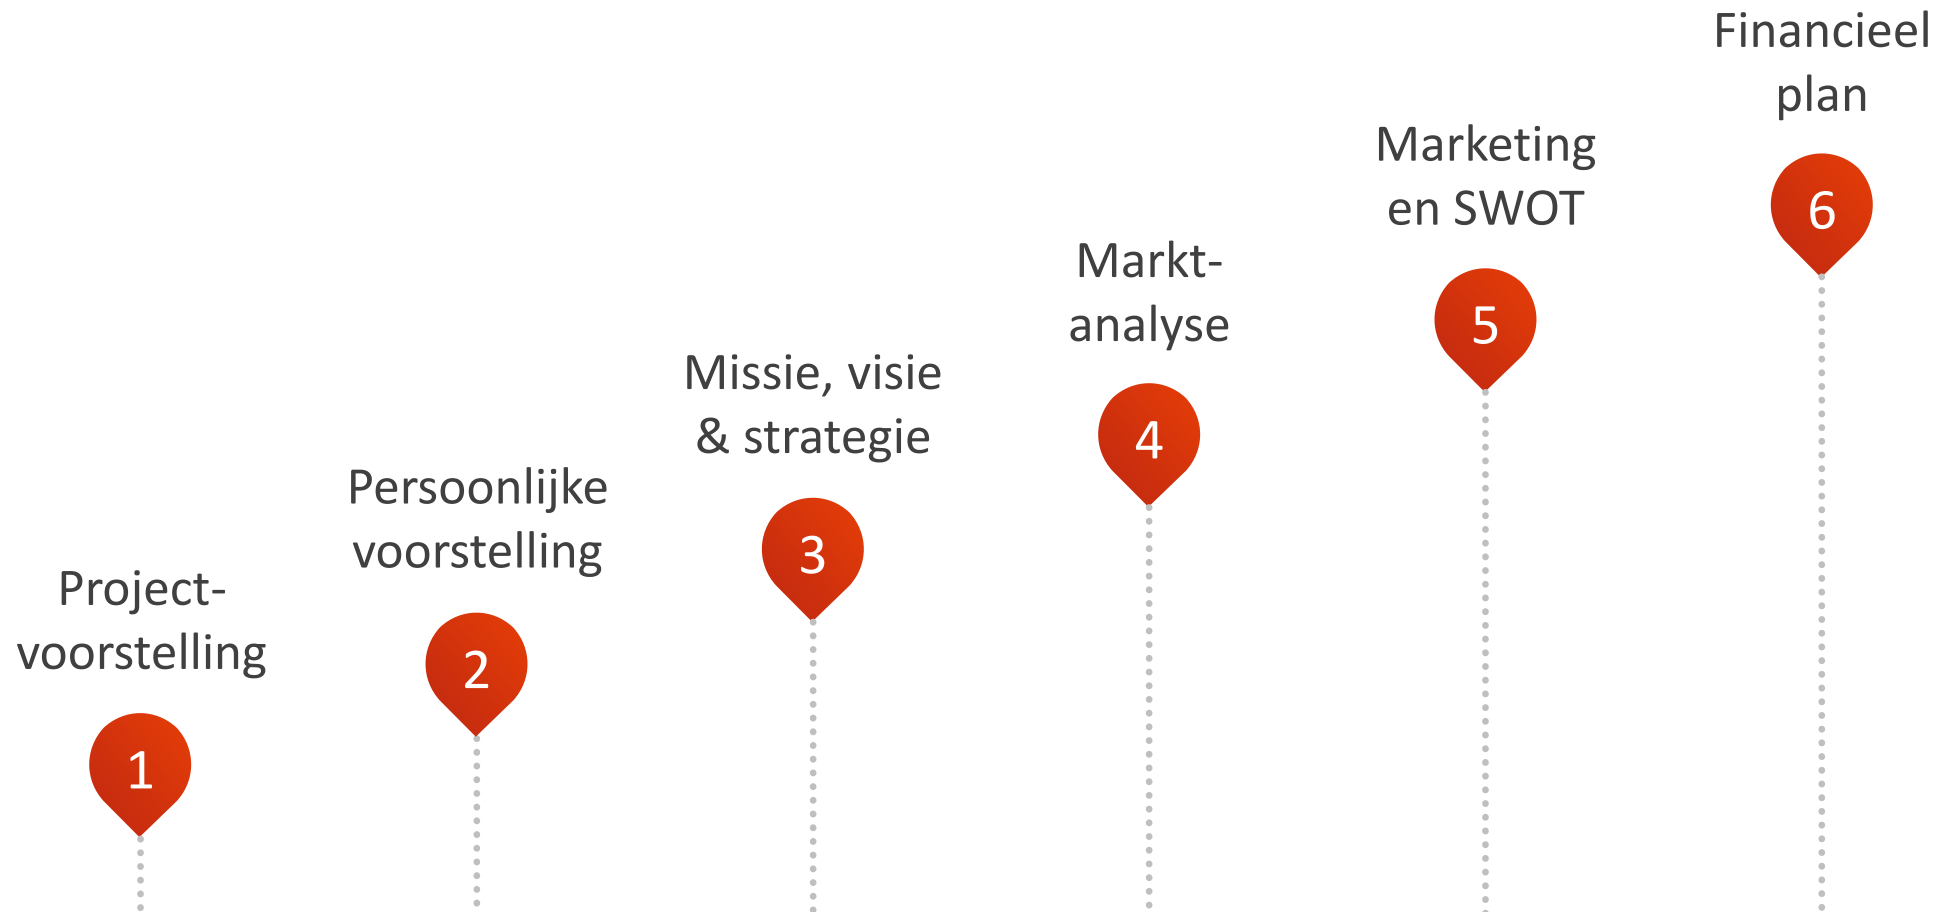 Project-
voorstelling
1
Persoonlijke
voorstelling
2
Missie, visie
& strategie
3
Markt-
analyse
4
Marketing
en SWOT
5
Financieel
plan
6